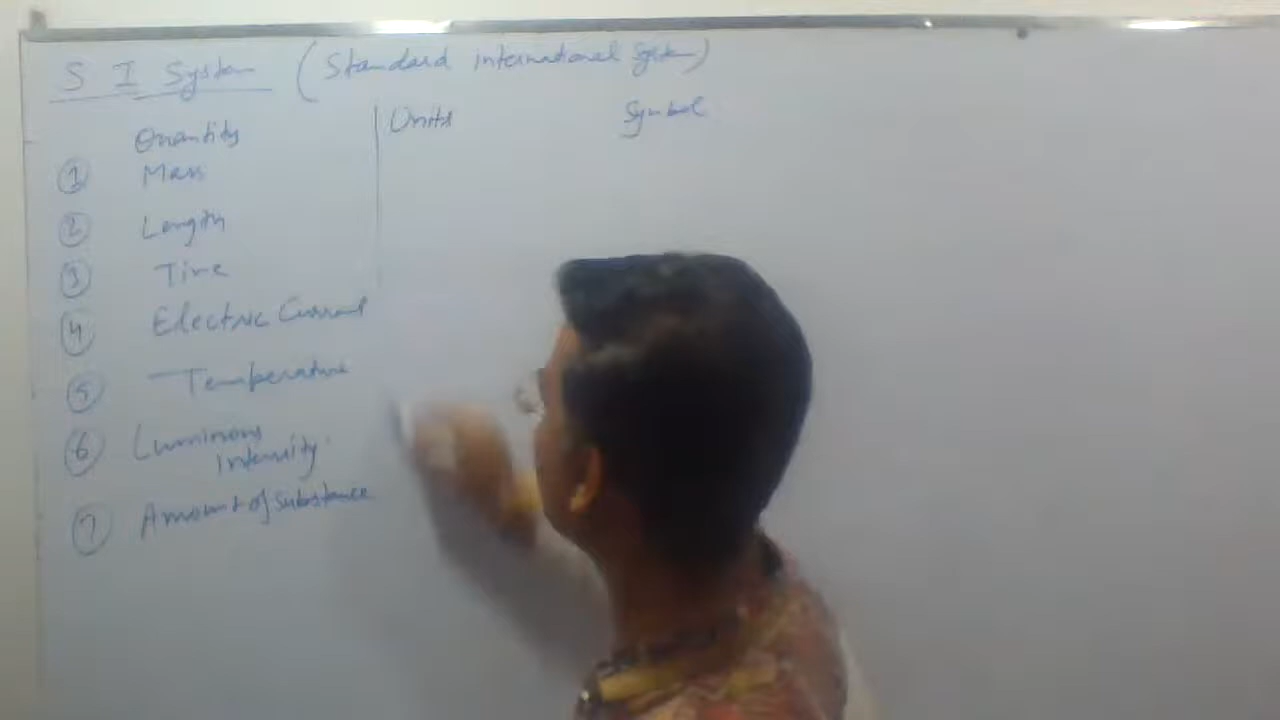 S I System (Standard international System)
Quantity Units Symbol
1 Mass
2 Length
3 Time
4 Electric Current
5 Temperature
6 Luminous
Intensity
7 Amount of Substance